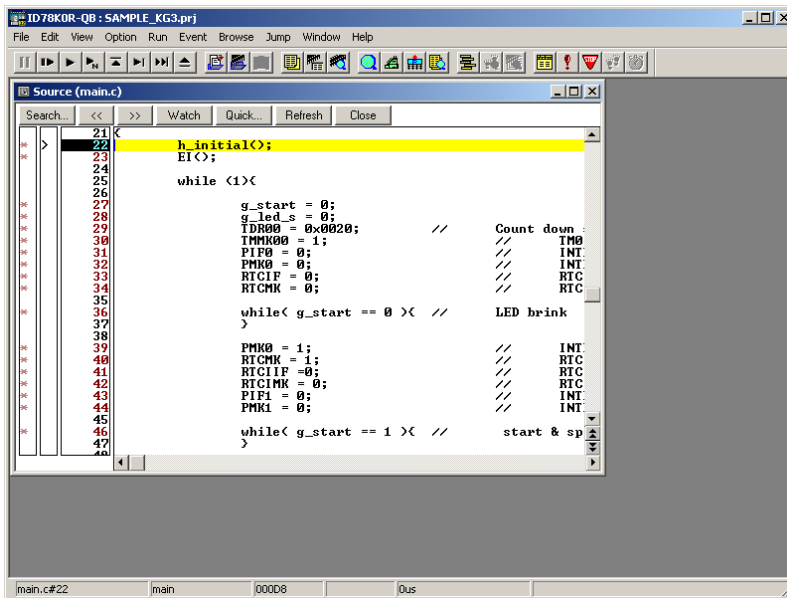 ID78K0R-QB : SAMPLE_KG3.prj
File Edit View Option Run Event Browse Jump Window Help
Source (main.c)
Search... << >> Watch Quick... Refresh Close
21 {
* > 22 h_initial();
* 23 EI();
24
25 while (1){
26
* 27 g_start = 0;
* 28 g_led_s = 0;
* 29 TDR00 = 0x0020; // Count down =
* 30 TMMK00 = 1; // TM0
* 31 PIF0 = 0; // INT
* 32 PMK0 = 0; // INT
* 33 RTCIF = 0; // RTC
* 34 RTCMK = 0; // RTC
35
* 36 while( g_start == 0 ){ // LED brink
37 }
38
* 39 PMK0 = 1; // INT
* 40 RTCMK = 1; // RTC
* 41 RTCIIF =0; // RTC
* 42 RTCIMK = 0; // RTC
* 43 PIF1 = 0; // INT
* 44 PMK1 = 0; // INT
45
* 46 while( g_start == 1 ){ // start & sp
47 }
48
main.c#22 main 000D8 0us